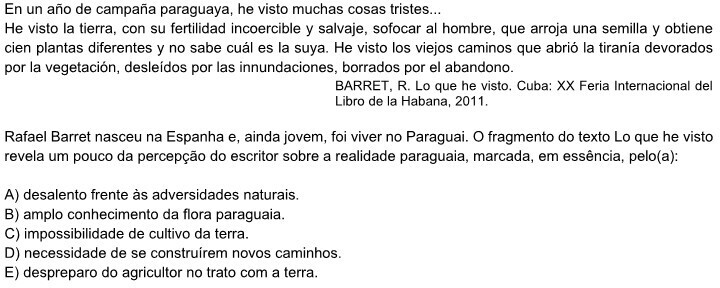 En un año de campaña paraguaya, he visto muchas cosas tristes...
He visto la tierra, con su fertilidad incoercible y salvaje, sofocar al hombre, que arroja una semilla y obtiene
cien plantas diferentes y no sabe cuál es la suya. He visto los viejos caminos que abrió la tiranía devorados
por la vegetación, desleídos por las innundaciones, borrados por el abandono.
BARRET, R. Lo que he visto. Cuba: XX Feria Internacional del
Libro de la Habana, 2011.
Rafael Barret nasceu na Espanha e, ainda jovem, foi viver no Paraguai. O fragmento do texto Lo que he visto
revela um pouco da percepção do escritor sobre a realidade paraguaia, marcada, em essência, pelo(a):
A) desalento frente às adversidades naturais.
B) amplo conhecimento da flora paraguaia.
C) impossibilidade de cultivo da terra.
D) necessidade de se construírem novos caminhos.
E) despreparo do agricultor no trato com a terra.